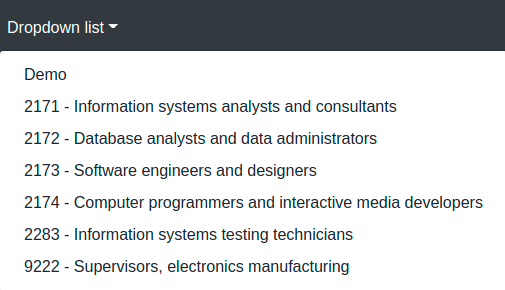 Dropdown list
Demo
2171 - Information systems analysts and consultants
2172 - Database analysts and data administrators
2173 - Software engineers and designers
2174 - Computer programmers and interactive media developers
2283 - Information systems testing technicians
9222 - Supervisors, electronics manufacturing